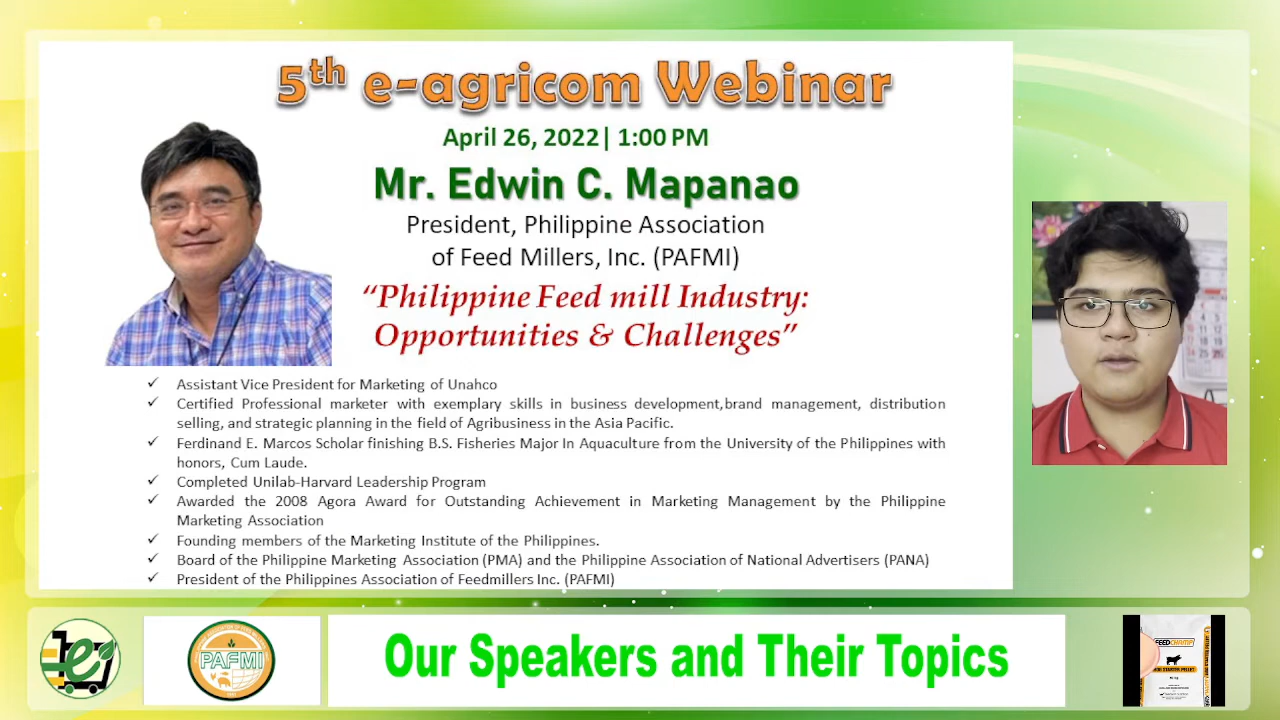 5th e-agricom Webinar
April 26, 2022| 1:00 PM
Mr. Edwin C. Mapanao
President, Philippine Association
of Feed Millers, Inc. (PAFMI)
“Philippine Feed mill Industry:
Opportunities & Challenges”
✓ Assistant Vice President for Marketing of Unahco
✓ Certified Professional marketer with exemplary skills in business development,brand management, distribution
selling, and strategic planning in the field of Agribusiness in the Asia Pacific.
✓ Ferdinand E. Marcos Scholar finishing B.S. Fisheries Major In Aquaculture from the University of the Philippines with
honors, Cum Laude.
✓ Completed Unilab-Harvard Leadership Program
✓ Awarded the 2008 Agora Award for Outstanding Achievement in Marketing Management by the Philippine
Marketing Association
✓ Founding members of the Marketing Institute of the Philippines.
✓ Board of the Philippine Marketing Association (PMA) and the Philippine Association of National Advertisers (PANA)
✓ President of the Philippines Association of Feedmillers Inc. (PAFMI)
e
PAFMI
Our Speakers and Their Topics
FEEDCHAMP
STARTER PELLET